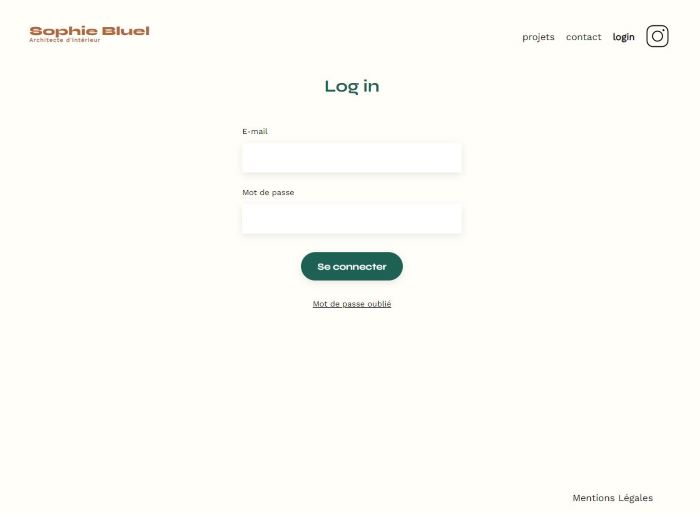 Sophie Bluel
Architecte d'intérieur
projets contact login
Log in
E-mail
Mot de passe
Se connecter
Mot de passe oublié
Mentions Légales